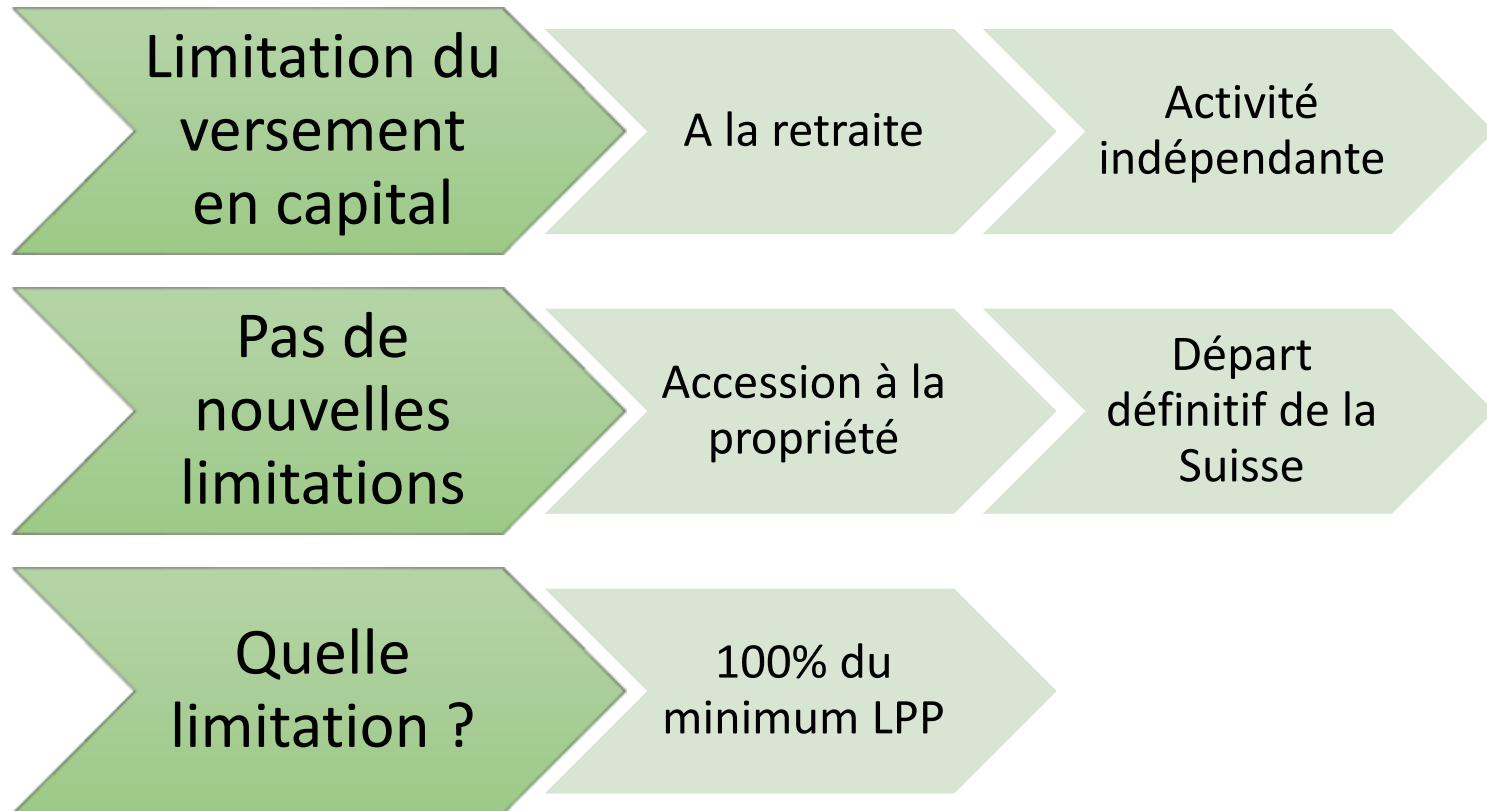 Limitation du
versement
en capital
A la retraite
Activité
indépendante
Pas de
nouvelles
limitations
Accession à la
propriété
Départ
définitif de la
Suisse
Quelle
limitation ?
100% du
minimum LPP